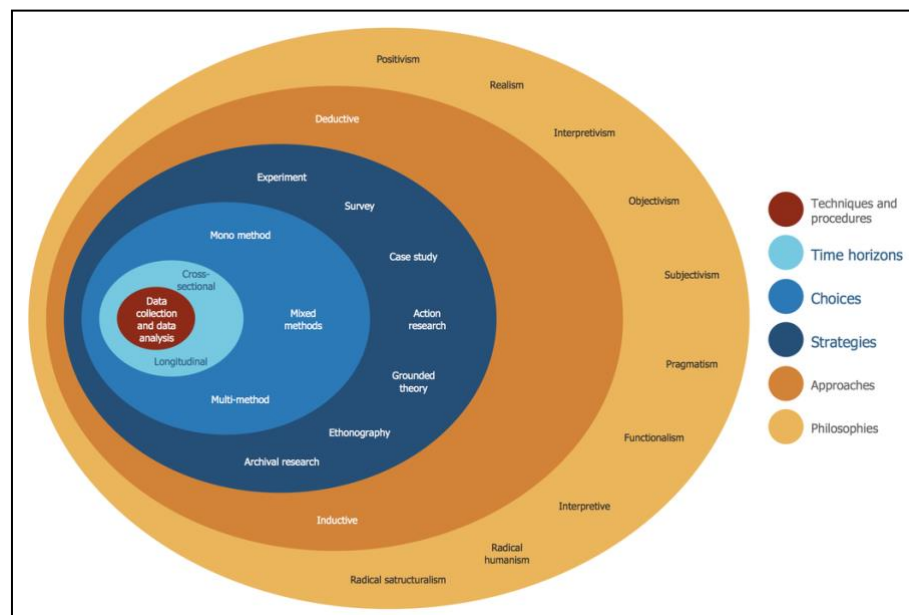 Positivism
Realism
Interpretivism
Objectivism
Subjectivism
Pragmatism
Functionalism
Interpretive
Radical
humanism
Radical satructuralism
Deductive
Inductive
Experiment
Survey
Case study
Action
research
Grounded
theory
Ethonography
Archival research
Mono method
Mixed
methods
Multi-method
Cross-
sectional
Longitudinal
Data
collection
and data
analysis
Techniques and
procedures
Time horizons
Choices
Strategies
Approaches
Philosophies